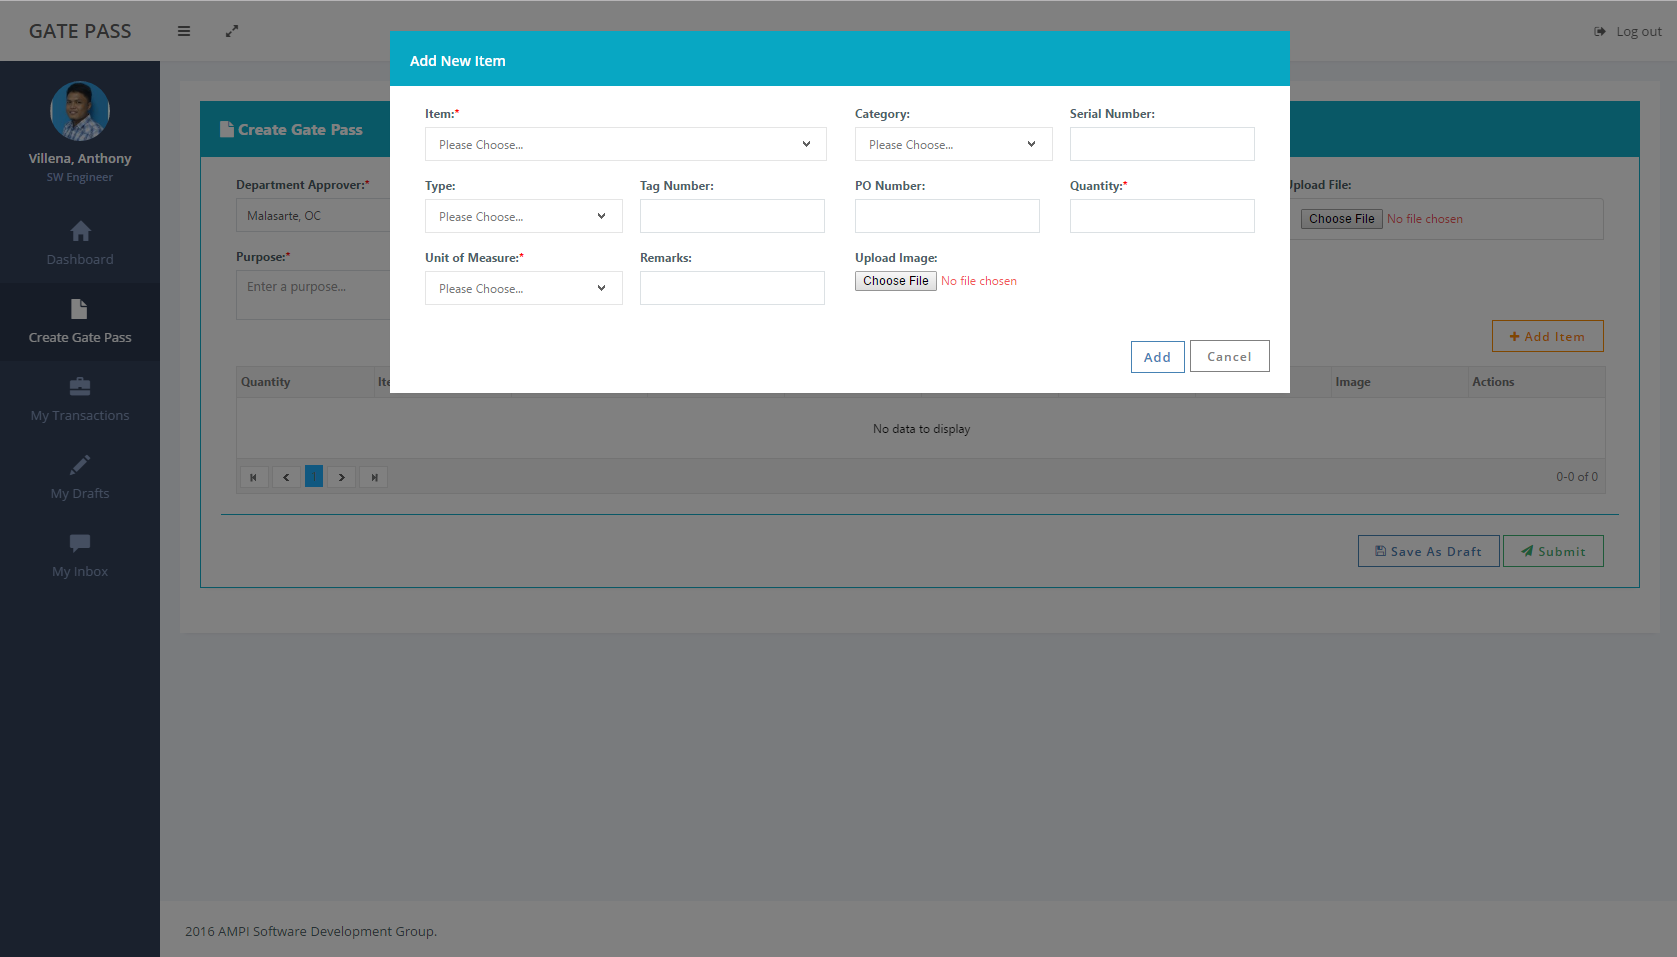 GATE PASS
Log out
Villena, Anthony
SW Engineer
Dashboard
Create Gate Pass
My Transactions
My Drafts
My Inbox
Add New Item
Item:*
Category:
Serial Number:
Please Choose...
Please Choose...
Type:
Tag Number:
PO Number:
Quantity:*
Please Choose...
Unit of Measure:*
Remarks:
Upload Image:
Please Choose...
Choose File No file chosen
Add
Cancel
Create Gate Pass
Department Approver:*
Upload File:
Malasarte, OC
Choose File No file chosen
Purpose:*
Enter a purpose...
Add Item
Quantity
Image
Actions
No data to display
1
0-0 of 0
Save As Draft
Submit
2016 AMPI Software Development Group.